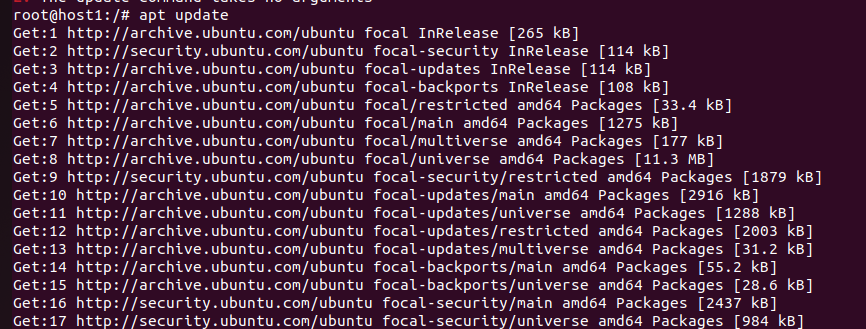 The update command takes no arguments
root@host1:/# apt update
Get:1 http://archive.ubuntu.com/ubuntu focal InRelease [265 kB]
Get:2 http://security.ubuntu.com/ubuntu focal-security InRelease [114 kB]
Get:3 http://archive.ubuntu.com/ubuntu focal-updates InRelease [114 kB]
Get:4 http://archive.ubuntu.com/ubuntu focal-backports InRelease [108 kB]
Get:5 http://archive.ubuntu.com/ubuntu focal/restricted amd64 Packages [33.4 kB]
Get:6 http://archive.ubuntu.com/ubuntu focal/main amd64 Packages [1275 kB]
Get:7 http://archive.ubuntu.com/ubuntu focal/multiverse amd64 Packages [177 kB]
Get:8 http://archive.ubuntu.com/ubuntu focal/universe amd64 Packages [11.3 MB]
Get:9 http://security.ubuntu.com/ubuntu focal-security/restricted amd64 Packages [1879 kB]
Get:10 http://archive.ubuntu.com/ubuntu focal-updates/main amd64 Packages [2916 kB]
Get:11 http://archive.ubuntu.com/ubuntu focal-updates/universe amd64 Packages [1288 kB]
Get:12 http://archive.ubuntu.com/ubuntu focal-updates/restricted amd64 Packages [2003 kB]
Get:13 http://archive.ubuntu.com/ubuntu focal-updates/multiverse amd64 Packages [31.2 kB]
Get:14 http://archive.ubuntu.com/ubuntu focal-backports/main amd64 Packages [55.2 kB]
Get:15 http://archive.ubuntu.com/ubuntu focal-backports/universe amd64 Packages [28.6 kB]
Get:16 http://security.ubuntu.com/ubuntu focal-security/main amd64 Packages [2437 kB]
Get:17 http://security.ubuntu.com/ubuntu focal-security/universe amd64 Packages [984 kB]